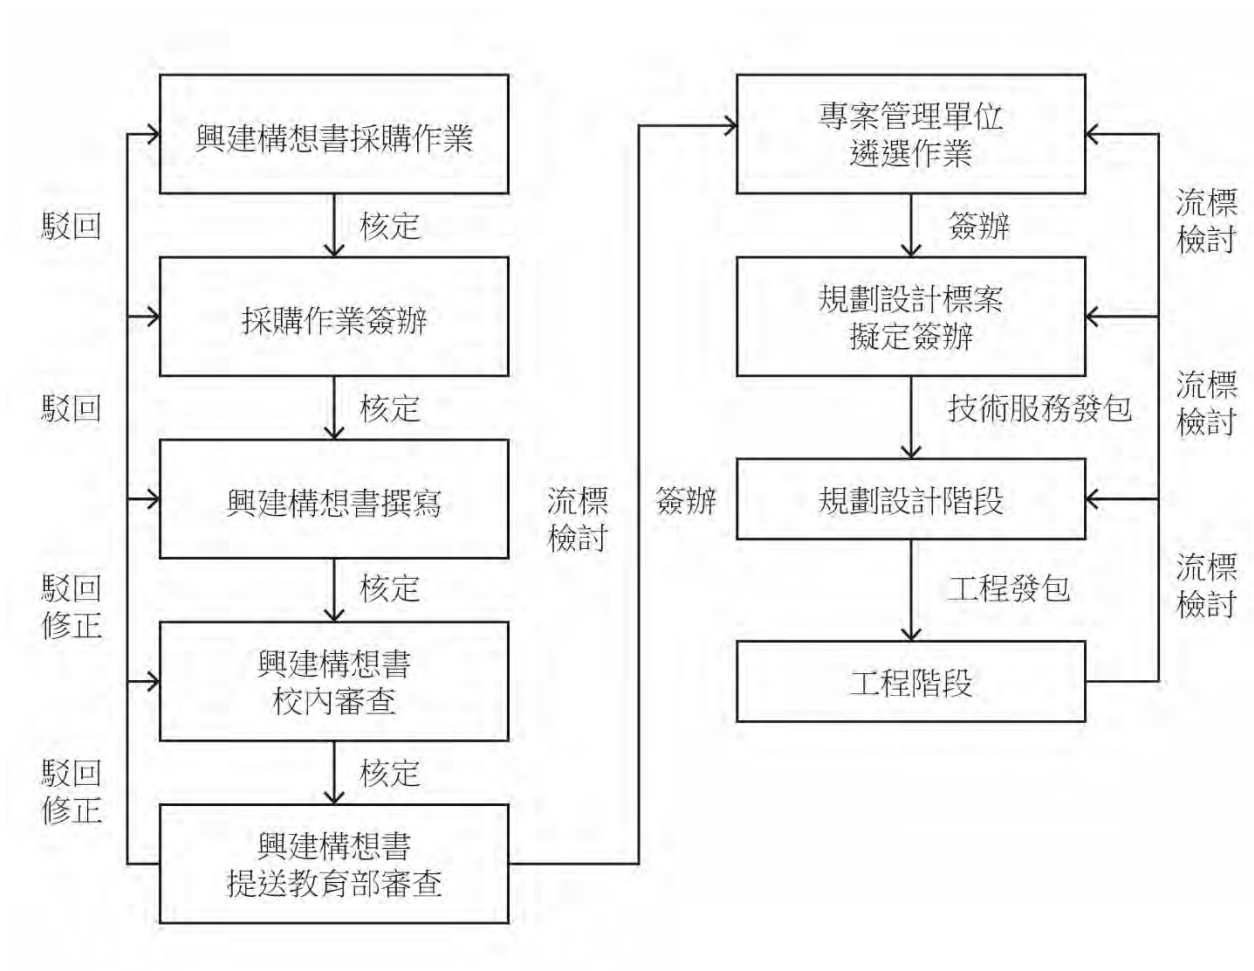 興建構想書採購作業
駁回
核定
採購作業簽辦
駁回
核定
興建構想書撰寫
駁回
修正
核定
興建構想書
校內審查
駁回
修正
核定
興建構想書
提送教育部審查
流標
檢討
簽辦
專案管理單位
遴選作業
簽辦
流標
檢討
規劃設計標案
擬定簽辦
技術服務發包
流標
檢討
規劃設計階段
工程發包
流標
檢討
工程階段